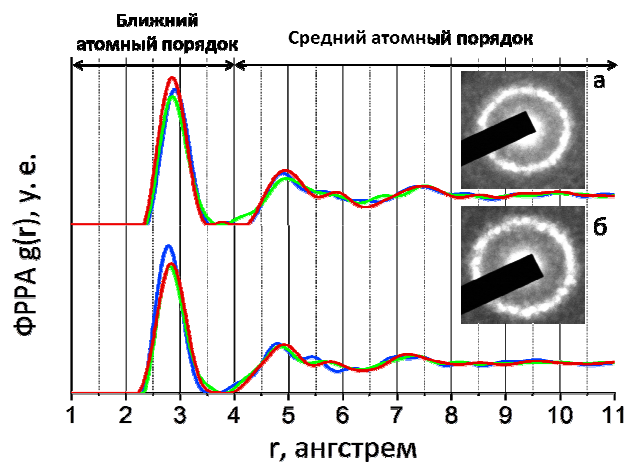 Ближний
атомный порядок
Средний атомный порядок
а
б
ФРРА g(r), у. е.
1 2 3 4 5 6 7 8 9 10 11
r, ангстрем